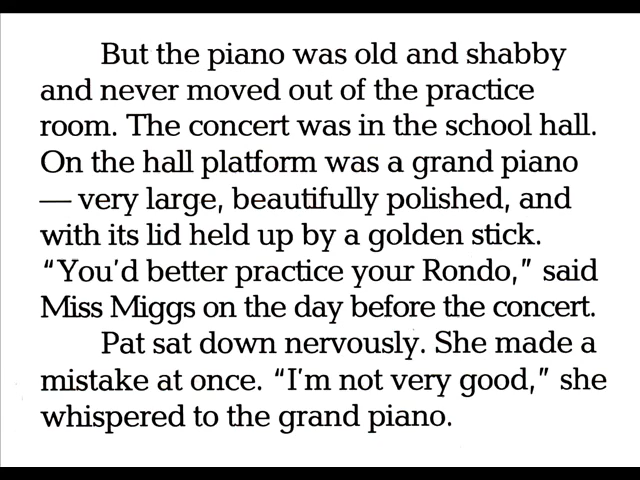 But the piano was old and shabby
and never moved out of the practice
room. The concert was in the school hall.
On the hall platform was a grand piano
— very large, beautifully polished, and
with its lid held up by a golden stick.
“You’d better practice your Rondo,” said
Miss Miggs on the day before the concert.
Pat sat down nervously. She made a
mistake at once. “I’m not very good,” she
whispered to the grand piano.